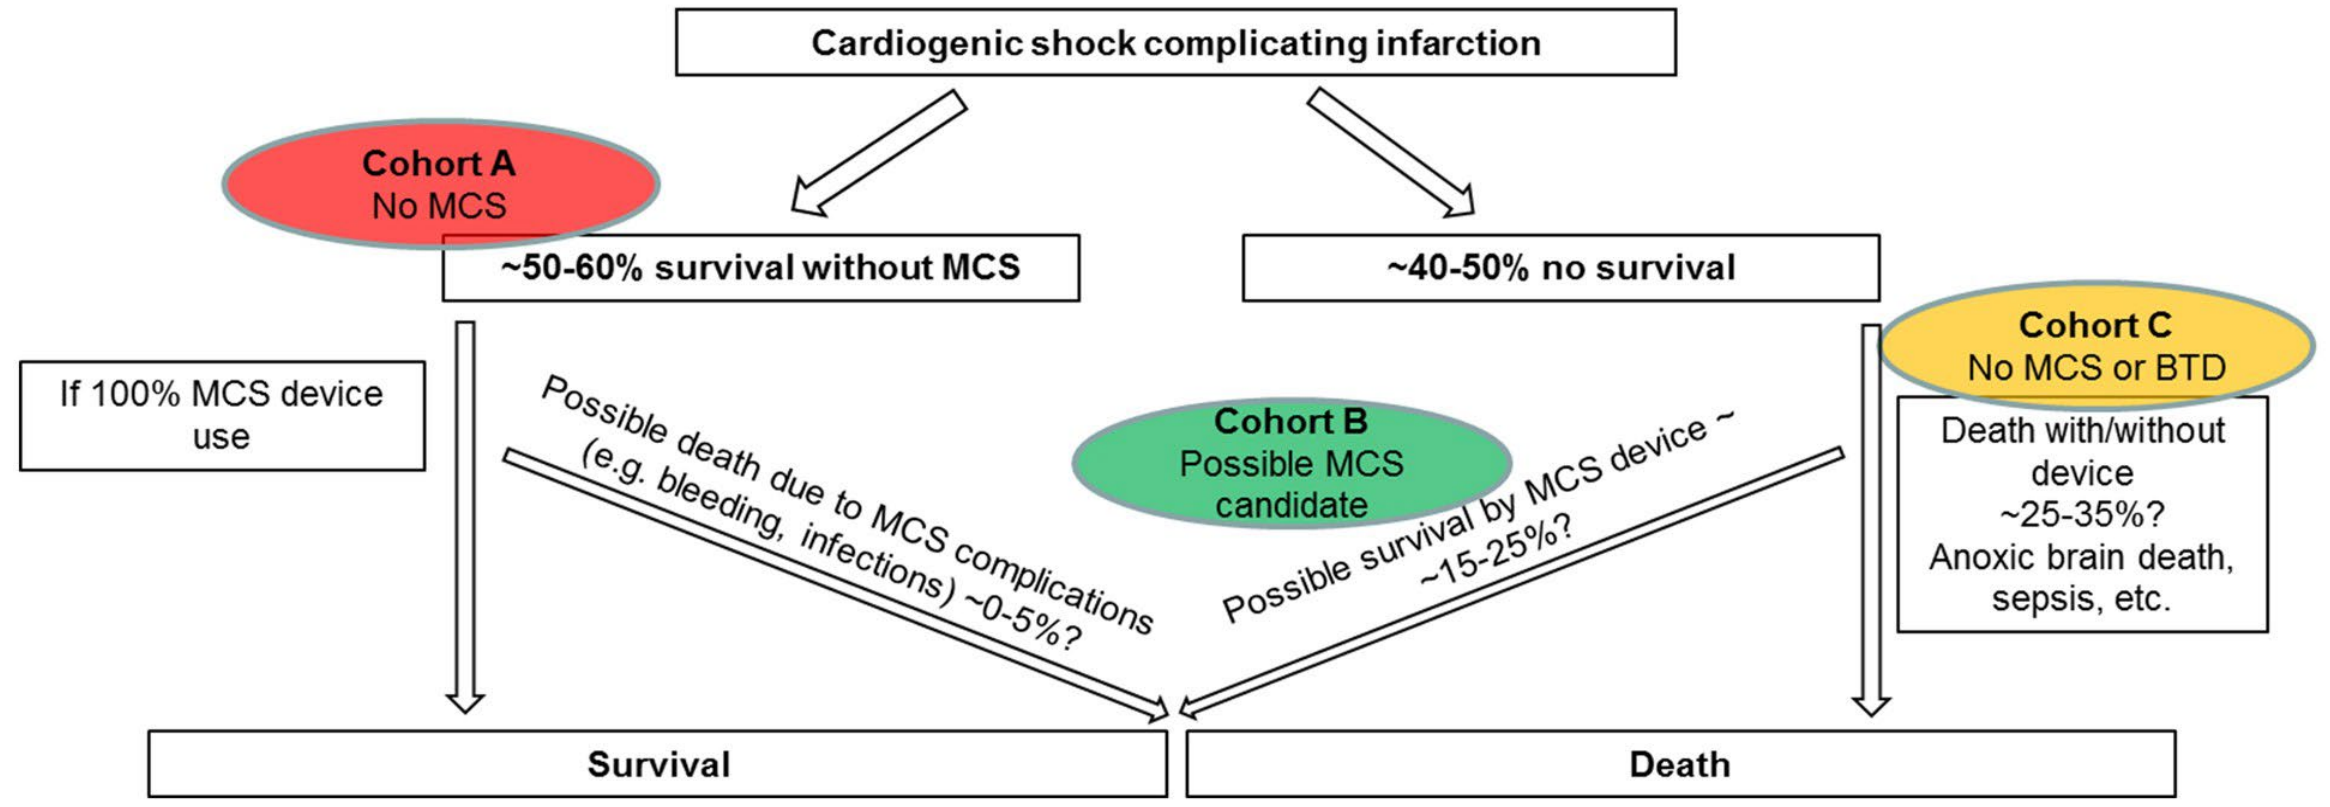 Cardiogenic shock complicating infarction
Cohort A
No MCS
~50-60% survival without MCS
~40-50% no survival
Cohort C
No MCS or BTD
If 100% MCS device
use
Possible death due to MCS complications
(e.g. bleeding, infections) ~0-5%?
Cohort B
Possible MCS
candidate
Possible survival by MCS device ~
~15-25%?
Death with/without
device
~25-35%?
Anoxic brain death,
sepsis, etc.
Survival
Death